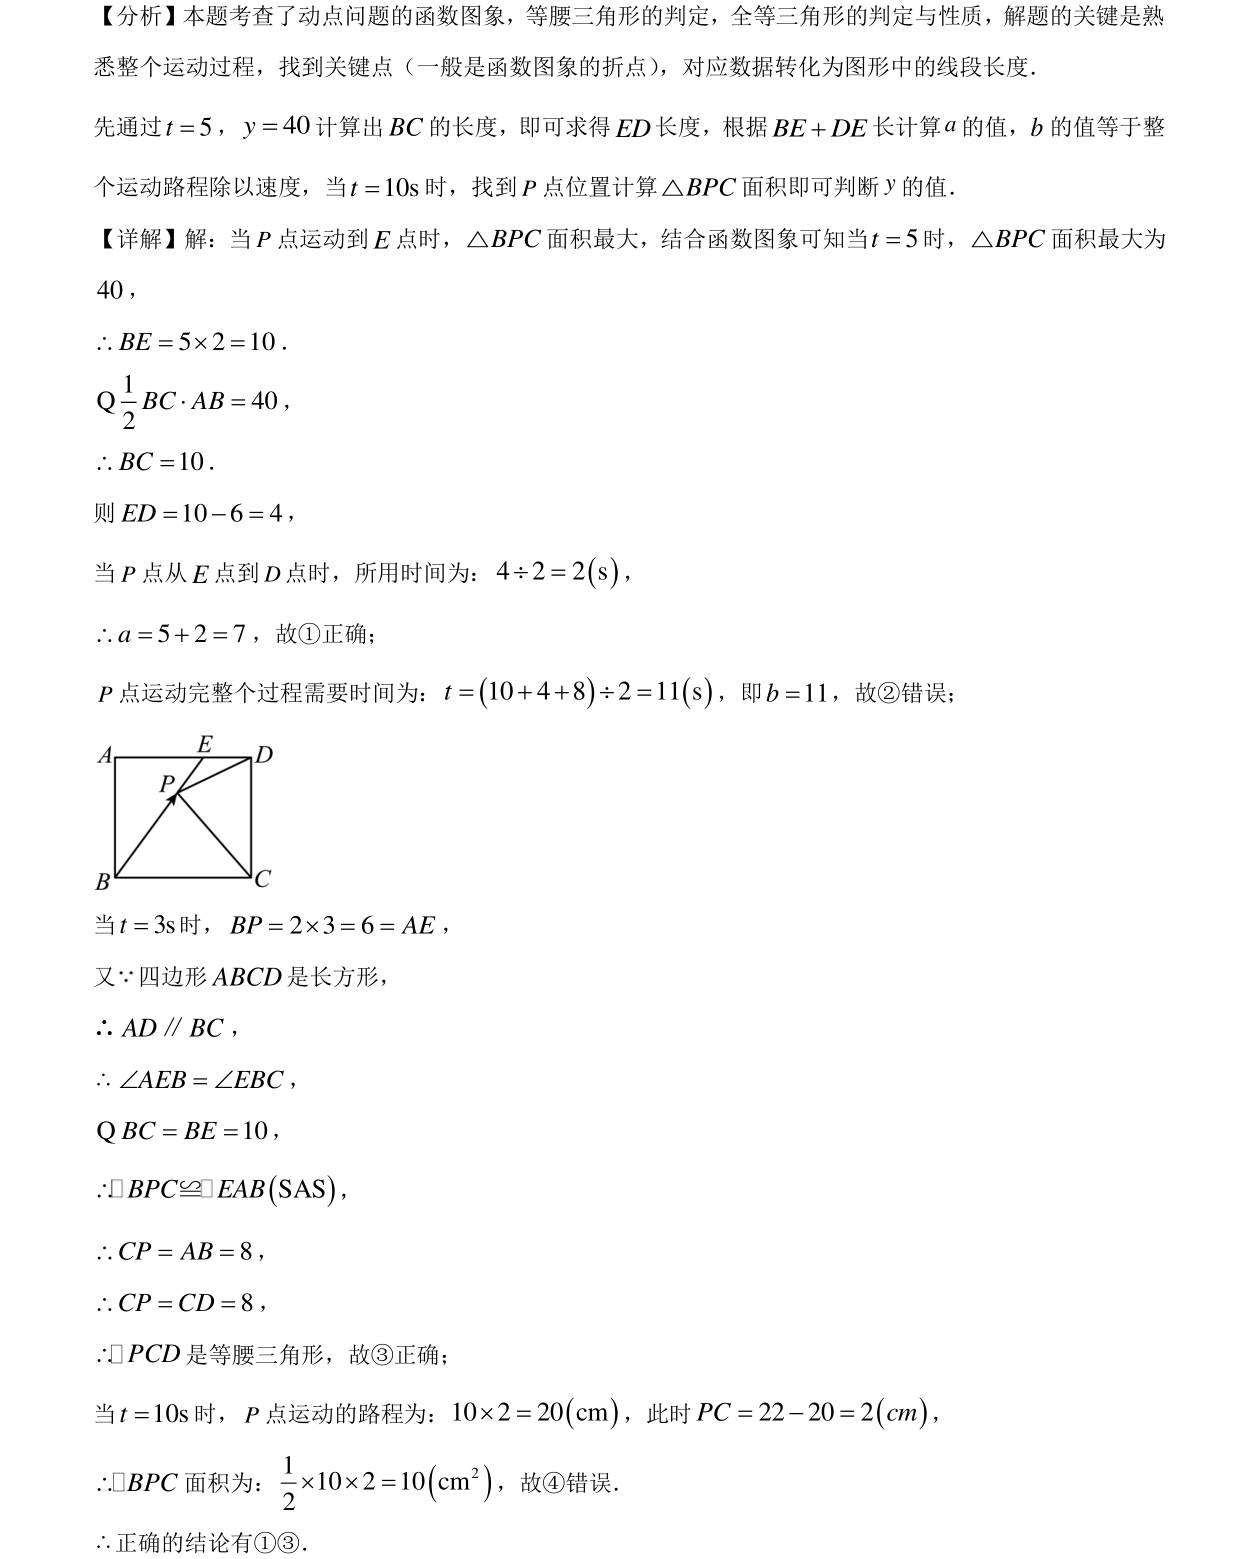 【分析】本题考查了动点问题的函数图象，等腰三角形的判定，全等三角形的判定与性质，解题的关键是熟
悉整个运动过程，找到关键点（一般是函数图象的折点），对应数据转化为图形中的线段长度．
先通过t＝5，y＝40计算出BC的长度，即可求得ED长度，根据BE+DE长计算a的值，b的值等于整
个运动路程除以速度，当t＝10s时，找到P点位置计算△BPC面积即可判断y的值．
【详解】解：当P点运动到E点时，△BPC面积最大，结合函数图象可知当t＝5时，△BPC面积最大为
40，
∴BE＝5×2＝10．
Q 1/2 BC·AB＝40，
∴BC＝10．
则ED＝10−6＝4，
当P点从E点到D点时，所用时间为：4÷2＝2(s)，
∴a＝5+2＝7，故①正确；
P点运动完整个过程需要时间为：t＝(10+4+8)÷2＝11(s)，即b＝11，故②错误；
A E D
P
B C
当t＝3s时，BP＝2×3＝6＝AE，
又∵四边形ABCD是长方形，
∴AD∥BC，
∴∠AEB＝∠EBC，
Q BC＝BE＝10，
∴□BPC≌□EAB(SAS)，
∴CP＝AB＝8，
∴CP＝CD＝8，
∴□PCD是等腰三角形，故③正确；
当t＝10s时，P点运动的路程为：10×2＝20(cm)，此时PC＝22−20＝2(cm)，
∴□BPC面积为：1/2×10×2＝10(cm²)，故④错误．
∴正确的结论有①③．